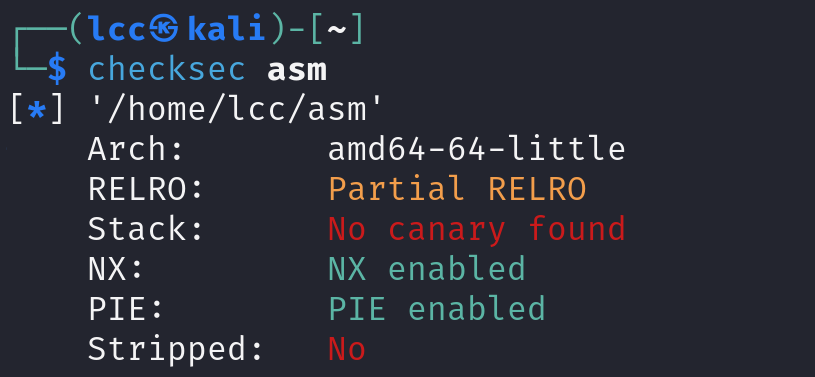 ┌──(lcc㉿kali)-[~]
└─$ checksec asm
[*] '/home/lcc/asm'
    Arch:       amd64-64-little
    RELRO:      Partial RELRO
    Stack:      No canary found
    NX:         NX enabled
    PIE:        PIE enabled
    Stripped:   No